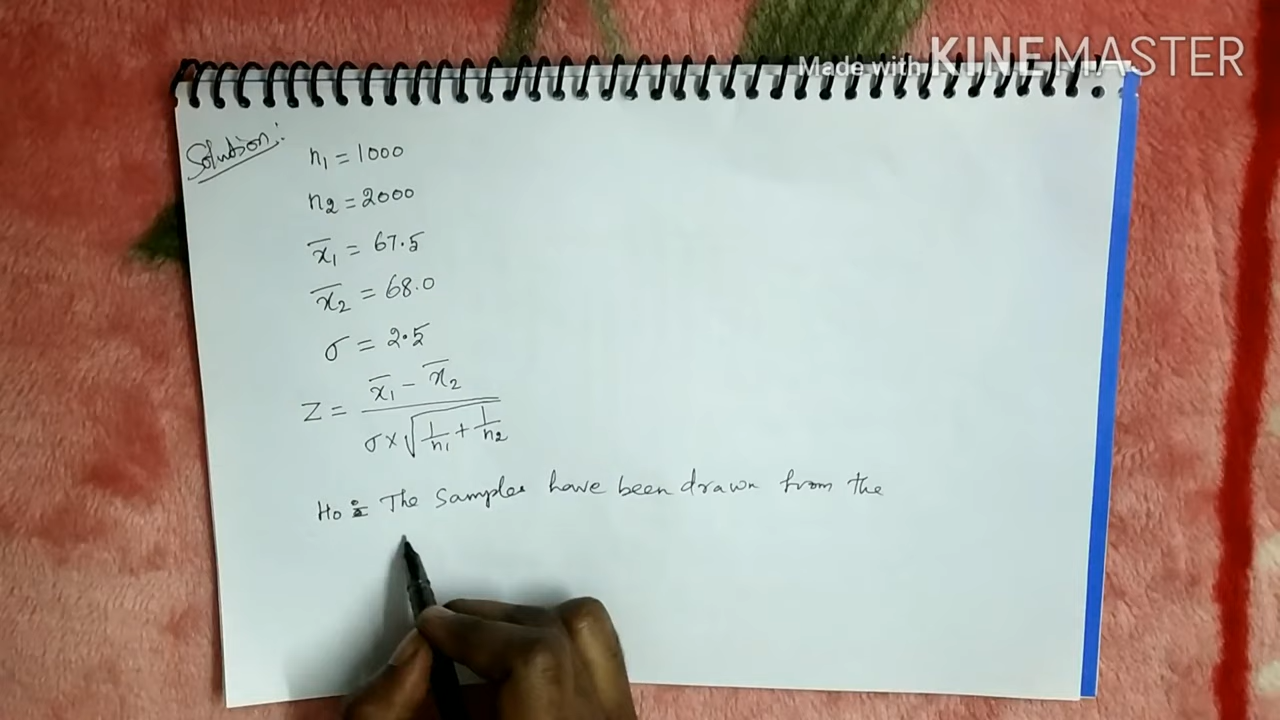 Made with KINEMASTER
Solution:
n₁ = 1000
n₂ = 2000
x̄₁ = 67.5
x̄₂ = 68.0
σ = 2.5
Z = (x̄₁ - x̄₂) / (σ × √(1/n₁ + 1/n₂))
H0: The Samples have been drawn from the